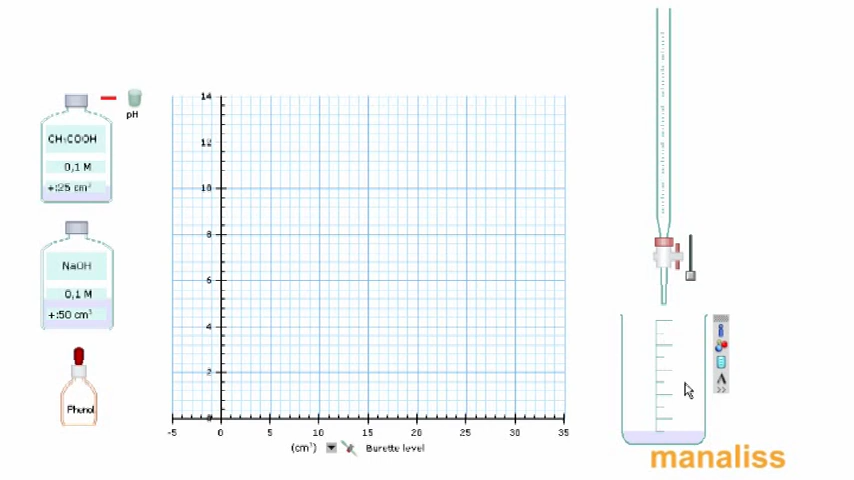 pH
CH₃COOH
0,1 M
+:25 cm³
NaOH
0,1 M
+:50 cm³
Phenol
14
12
10
8
6
4
2
0
-5 0 5 10 15 20 25 30 35
(cm³) Burette level
manaliss